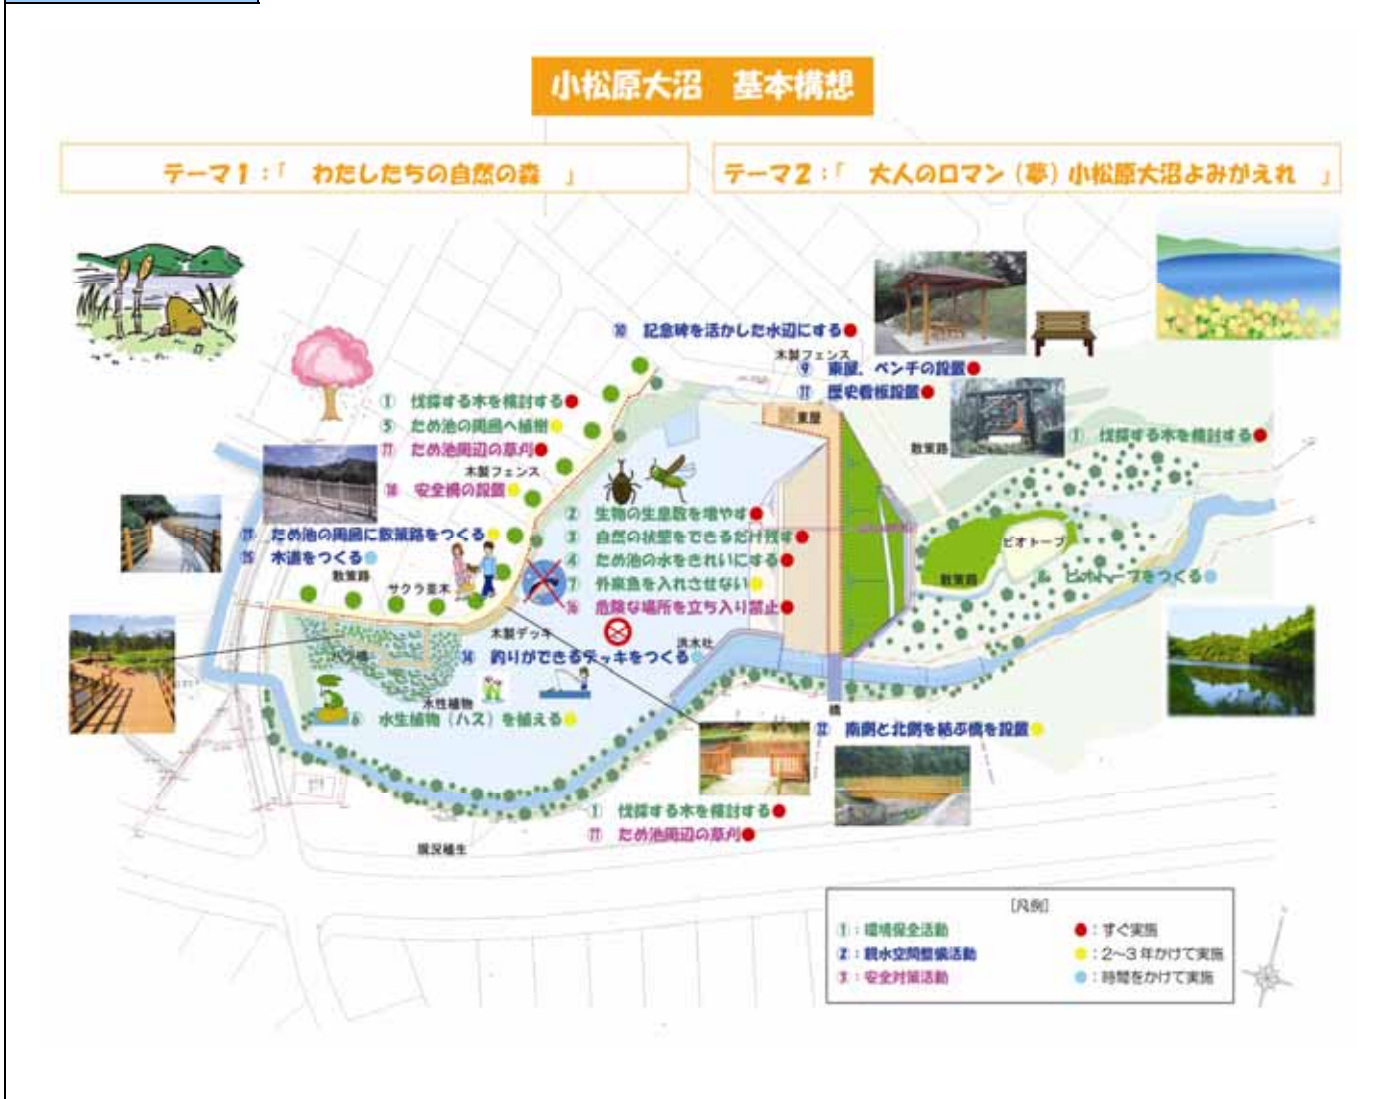 小松原大沼 基本構想
テーマ1：「 わたしたちの自然の森 」
テーマ2：「 大人のロマン（夢）小松原大沼よみがえれ 」
⑩ 記念碑を活かした水辺にする
木製フェンス
⑨ 東屋、ベンチの設置
⑪ 歴史看板設置
① 伐採する木を検討する
⑤ ため池の周囲へ植樹
⑰ ため池周辺の草刈
木製フェンス
⑱ 安全柵の設置
東屋
散策路
① 伐採する木を検討する
② 生物の生息数を増やす
③ 自然の状態をできるだけ残す
④ ため池の水をきれいにする
⑦ 外来魚を入れさせない
⑯ 危険な場所を立ち入り禁止
ため池の周囲に散策路をつくる
⑮ 木道をつくる
散策路
サクラ並木
ビオトープ
散策路
ビオトープをつくる
木製デッキ
洪水吐
⑭ 釣りができるデッキをつくる
水性植物
⑥ 水生植物（ハス）を植える
橋
⑫ 南側と北側を結ぶ橋を設置
① 伐採する木を検討する
⑰ ため池周辺の草刈
現況植生
［凡例］
①：環境保全活動
②：親水空間整備活動
③：安全対策活動
：すぐ実施
：2～3年かけて実施
：時間をかけて実施